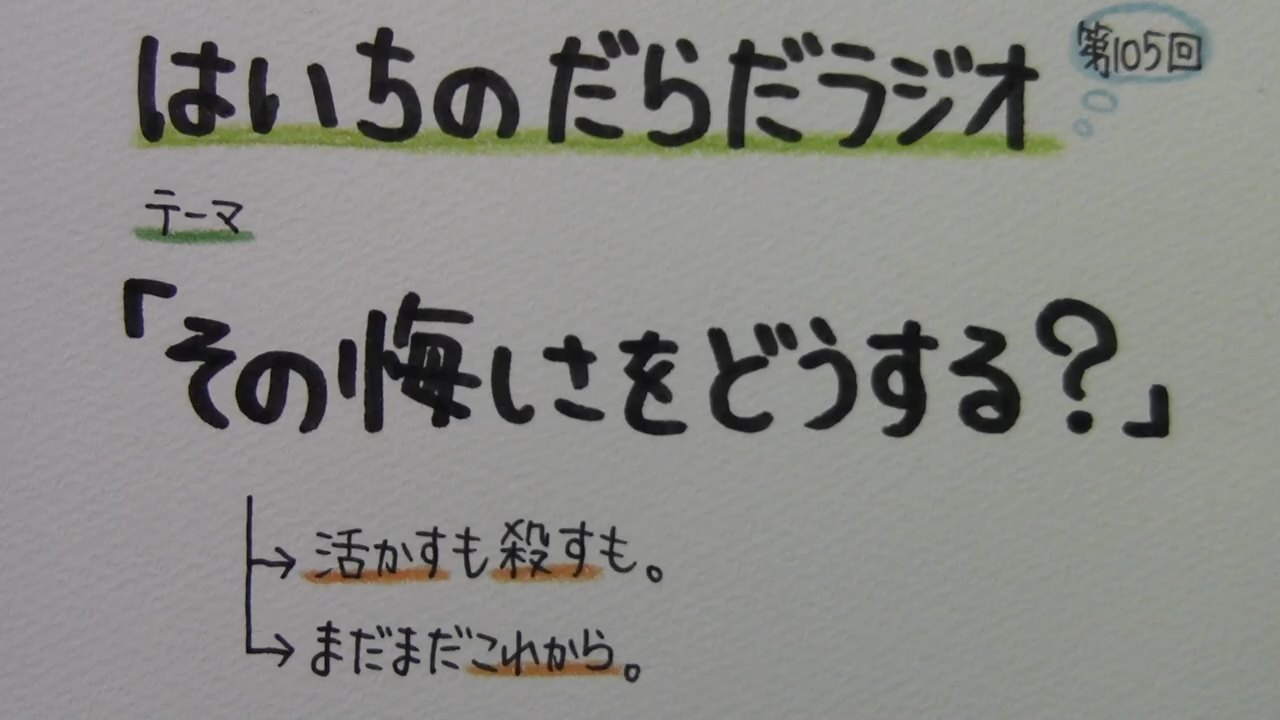 はいちのだらだラジオ 第105回
テーマ
「その悔しさをどうする?」
活かすも殺すも。
まだまだこれから。